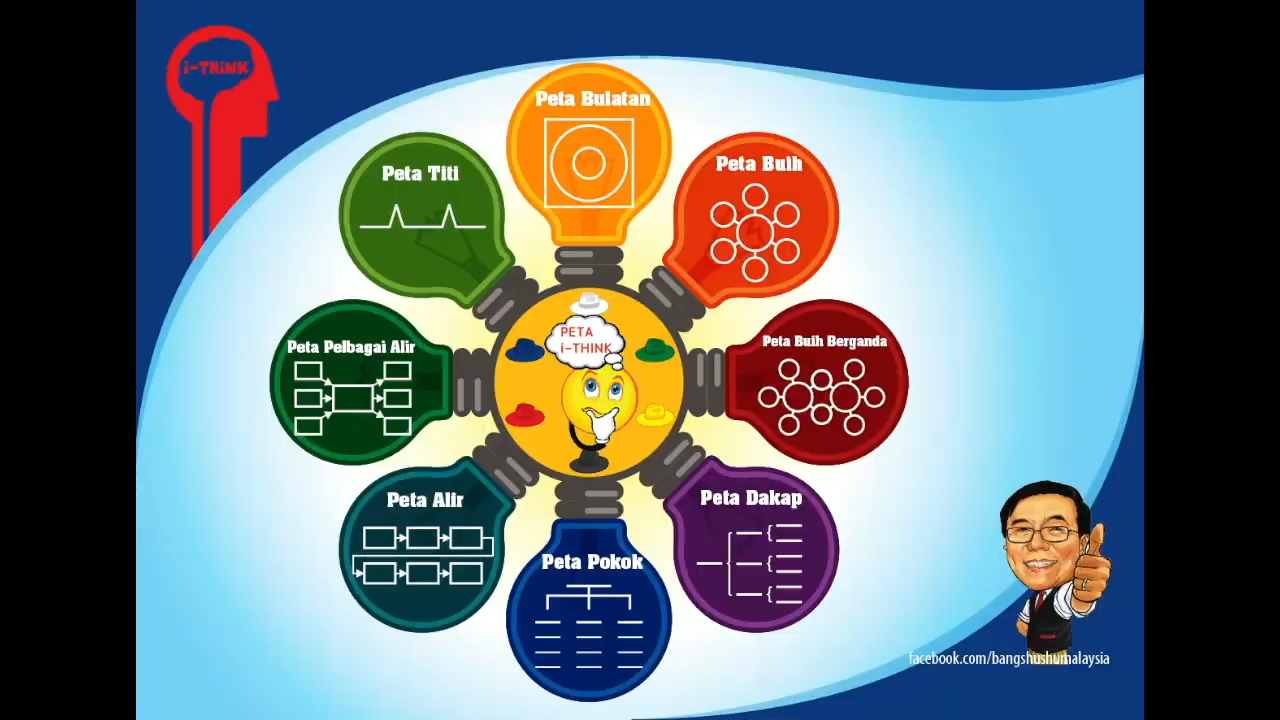 i-THiNK
Peta Bulatan
Peta Buih
Peta Titi
Peta Buih Berganda
Peta Pelbagai Alir
PETA
i-THINK
Peta Dakap
Peta Alir
Peta Pokok
facebook.com/bangshushumalaysia